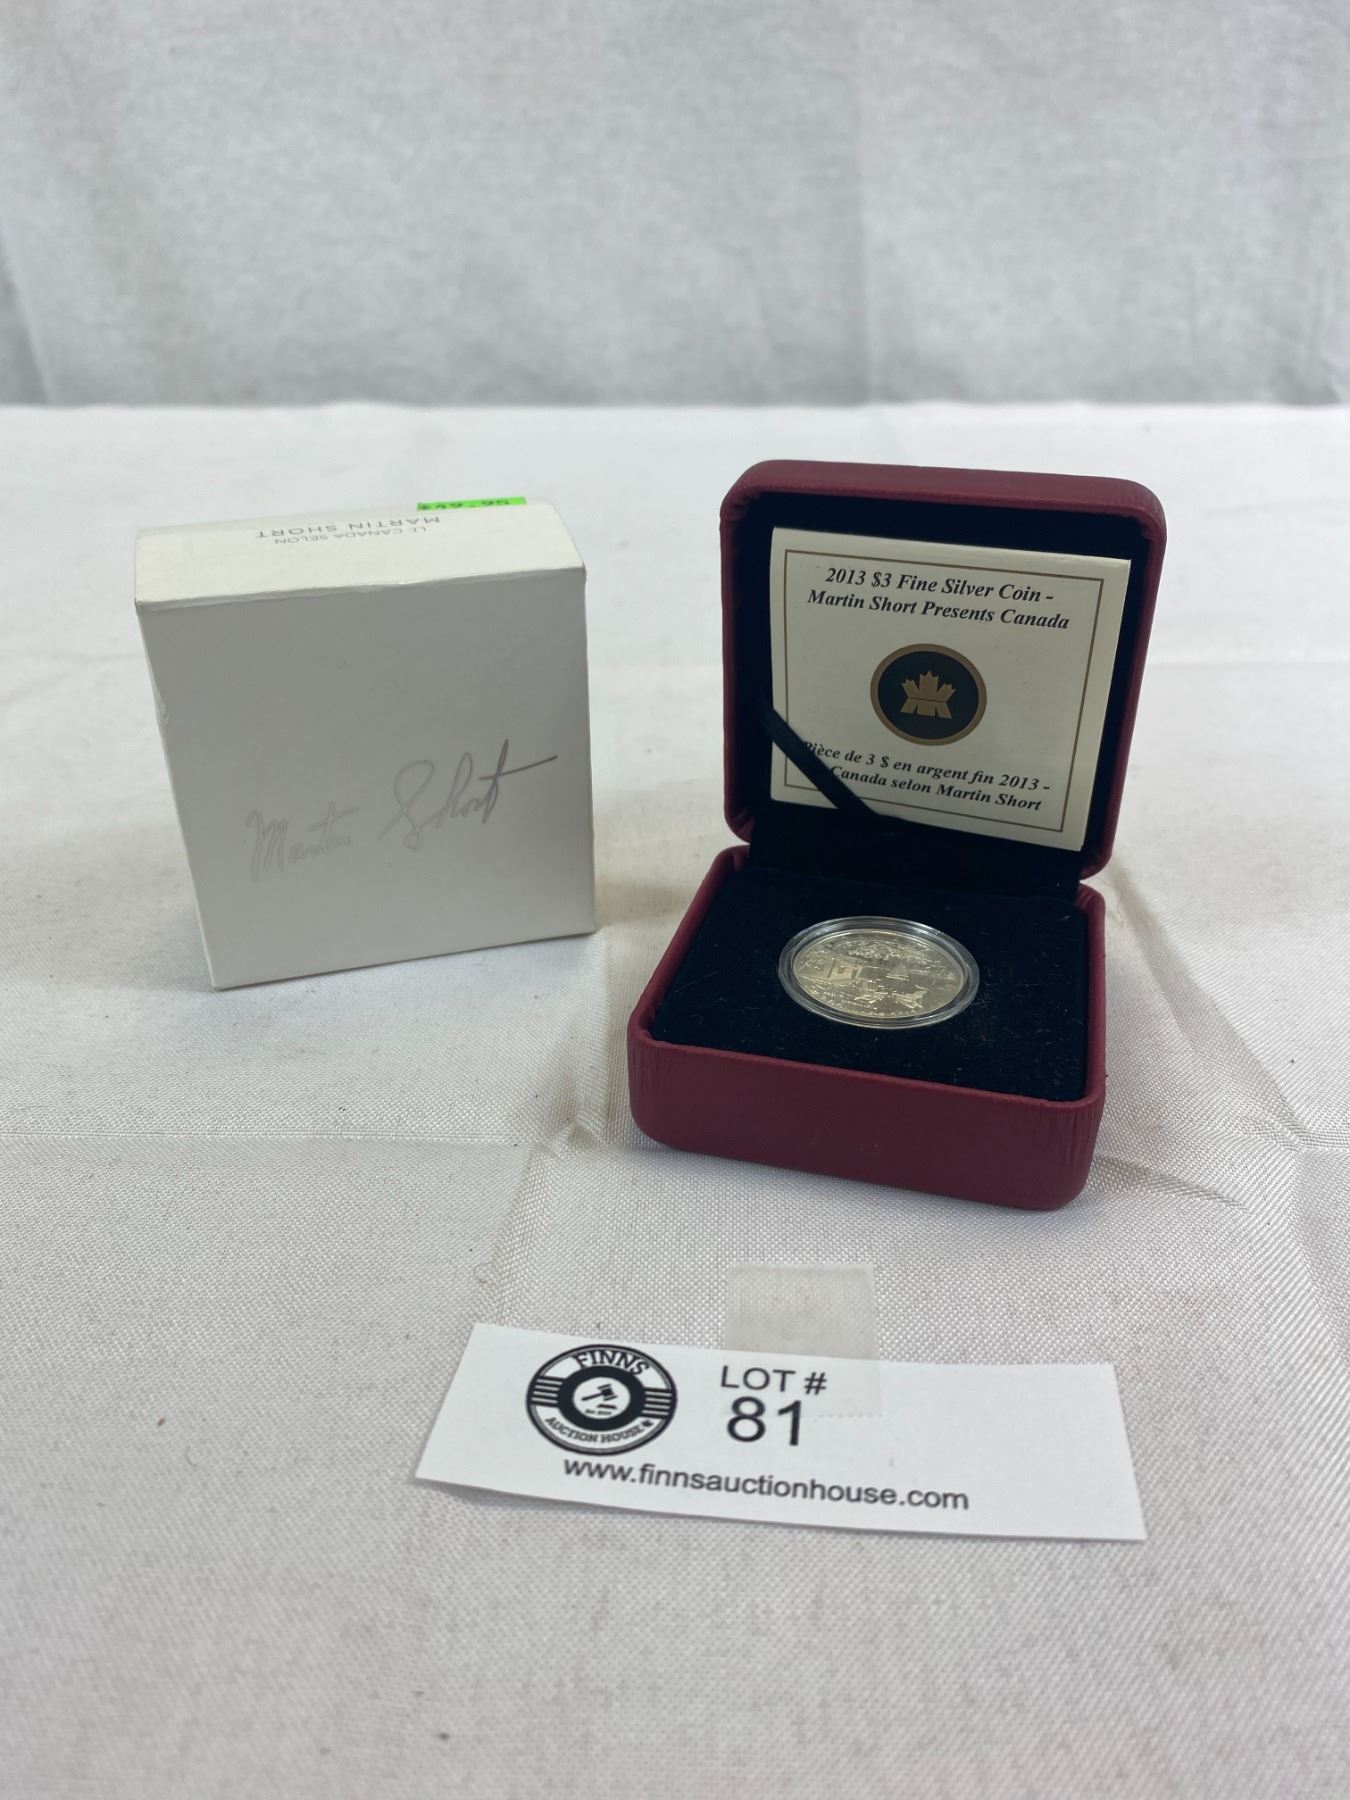 LE CANADA SELON
MARTIN SHORT
Martin Short
2013 $3 Fine Silver Coin -
Martin Short Presents Canada
Pièce de 3 $ en argent fin 2013 -
Canada selon Martin Short
FINNS
AUCTION HOUSE
LOT #
81
www.finnsauctionhouse.com